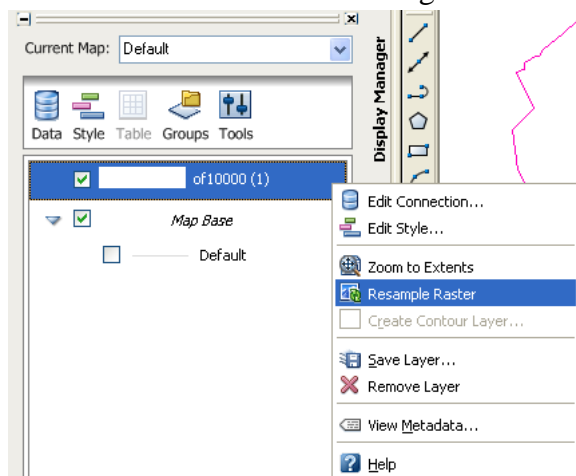 Current Map: Default
Display Manager
Data Style Table Groups Tools
of10000 (1)
Map Base
Default
Edit Connection...
Edit Style...
Zoom to Extents
Resample Raster
Create Contour Layer...
Save Layer...
Remove Layer
View Metadata...
Help